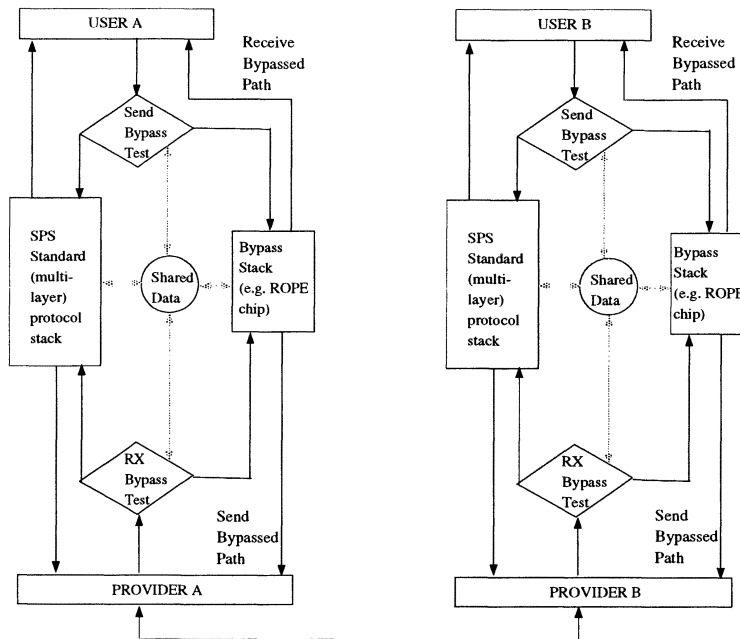 USER A
Receive
Bypassed
Path
Send
Bypass
Test
SPS
Standard
(multi-
layer)
protocol
stack
Shared
Data
Bypass
Stack
(e.g. ROPE
chip)
RX
Bypass
Test
Send
Bypassed
Path
PROVIDER A
USER B
Receive
Bypassed
Path
Send
Bypass
Test
SPS
Standard
(multi-
layer)
protocol
stack
Shared
Data
Bypass
Stack
(e.g. ROPE
chip)
RX
Bypass
Test
Send
Bypassed
Path
PROVIDER B